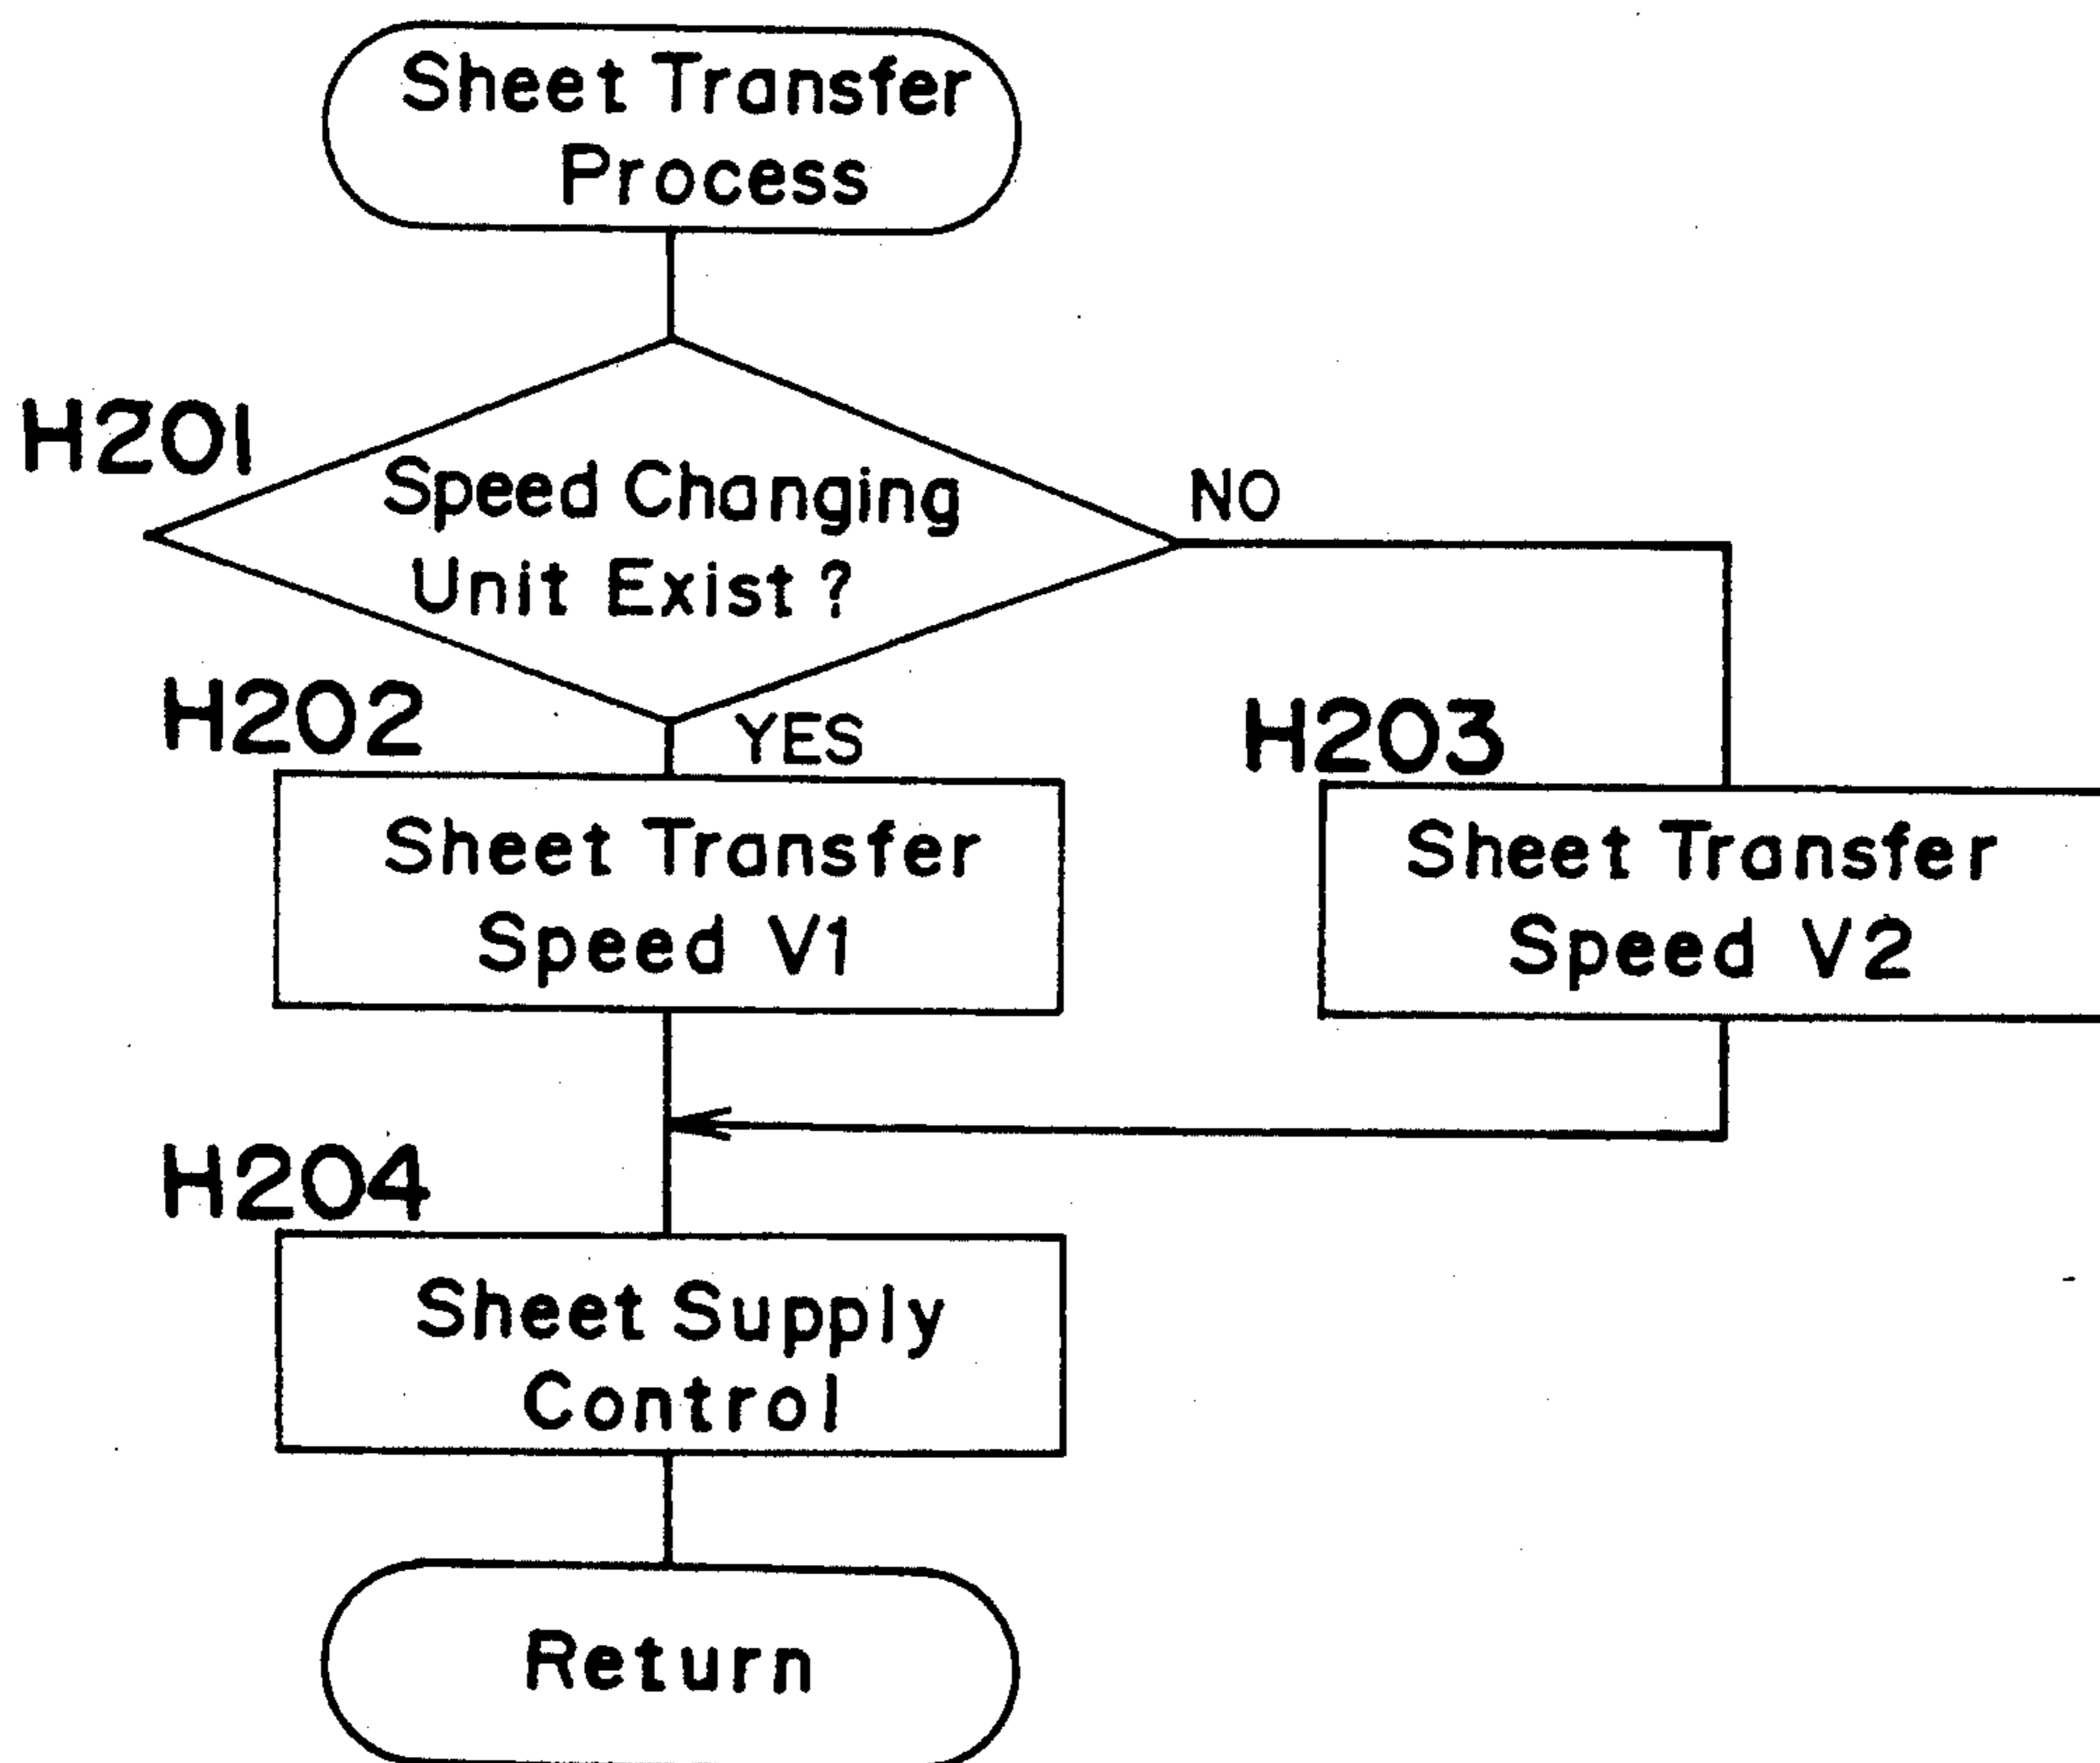 Sheet Transfer
Process
H201
Speed Changing
Unit Exist ?
NO
H202
YES
H203
Sheet Transfer
Speed V1
Sheet Transfer
Speed V2
H204
Sheet Supply
Control
Return